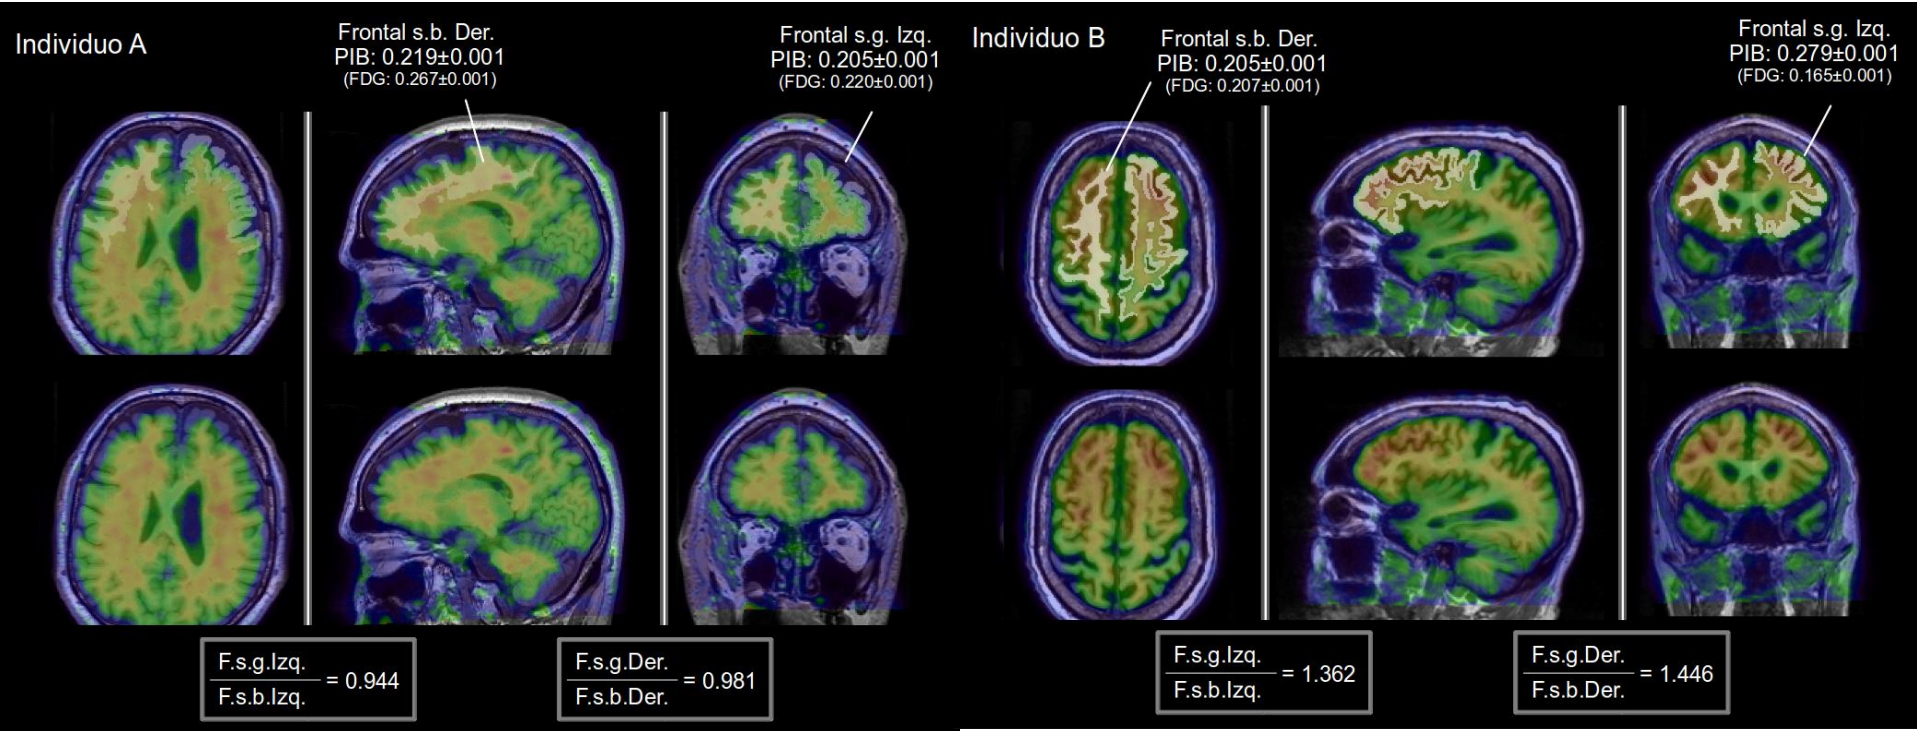 Individuo A
Frontal s.b. Der.
PIB: 0.219±0.001
(FDG: 0.267±0.001)
Frontal s.g. Izq.
PIB: 0.205±0.001
(FDG: 0.220±0.001)
F.s.g.Izq.
F.s.b.Izq.
= 0.944
F.s.g.Der.
F.s.b.Der.
= 0.981
Individuo B
Frontal s.b. Der.
PIB: 0.205±0.001
(FDG: 0.207±0.001)
Frontal s.g. Izq.
PIB: 0.279±0.001
(FDG: 0.165±0.001)
F.s.g.Izq.
F.s.b.Izq.
= 1.362
F.s.g.Der.
F.s.b.Der.
= 1.446